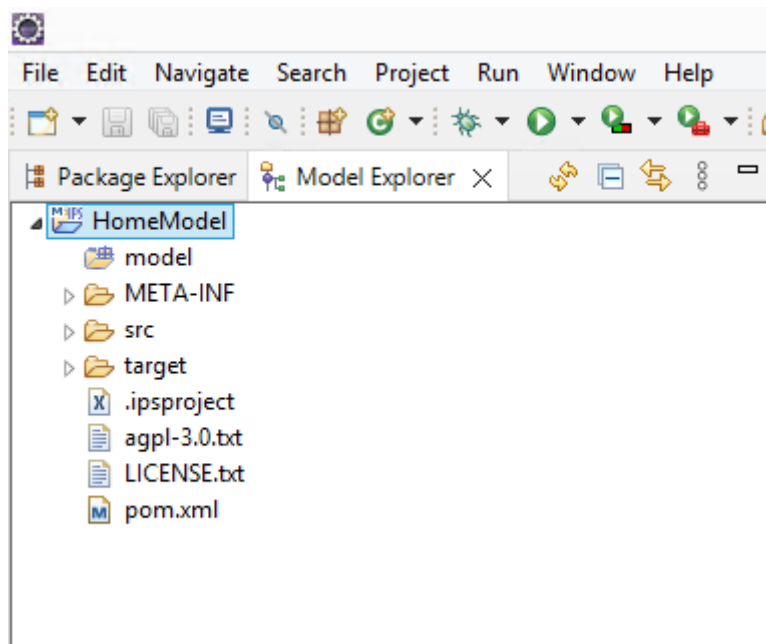 File Edit Navigate Search Project Run Window Help
Package Explorer Model Explorer
HomeModel
model
META-INF
src
target
.ipsproject
agpl-3.0.txt
LICENSE.txt
pom.xml